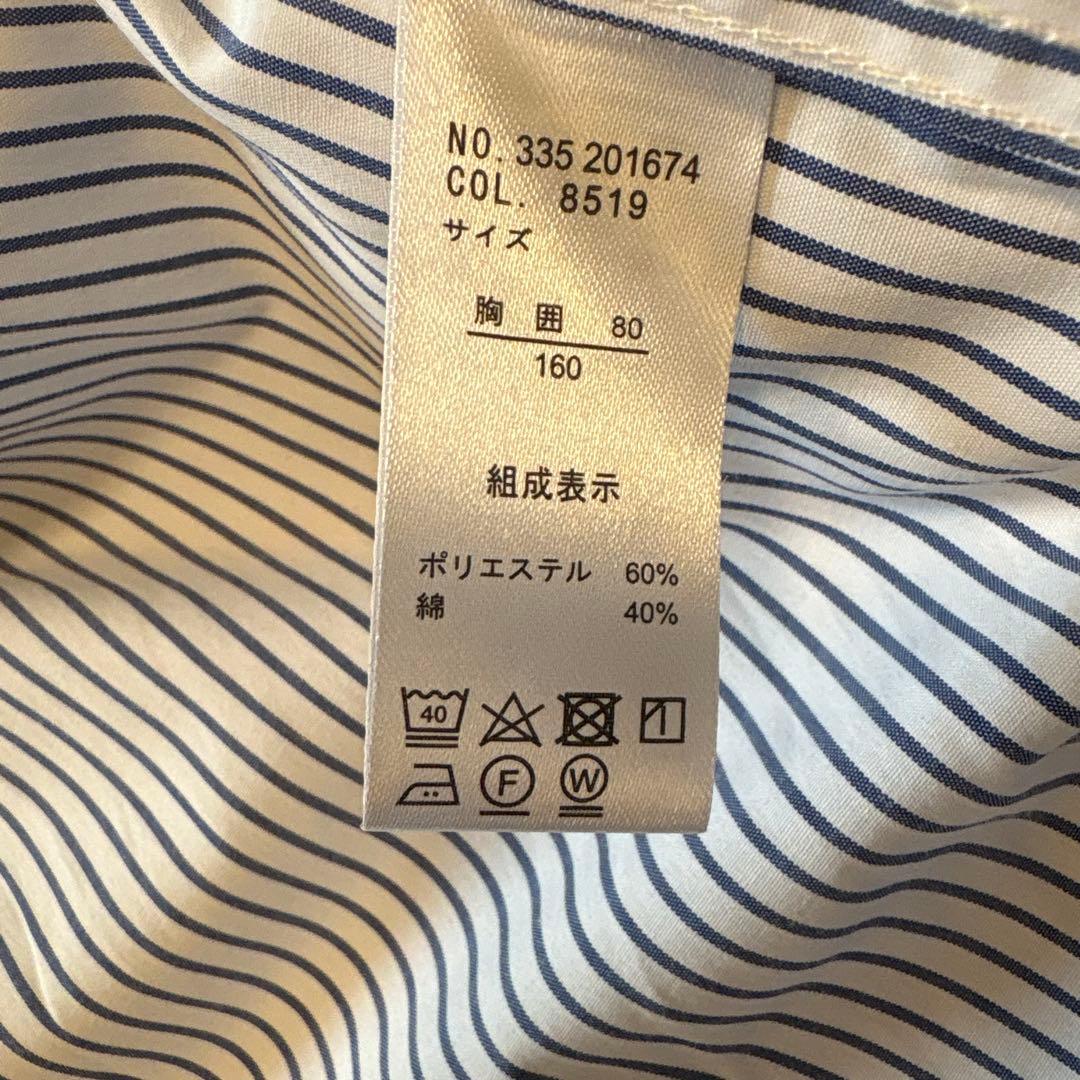 NO. 335 201674
COL. 8519
サイズ
胸 囲 80
160
組成表示
ポリエステル 60%
綿 40%
40
F W